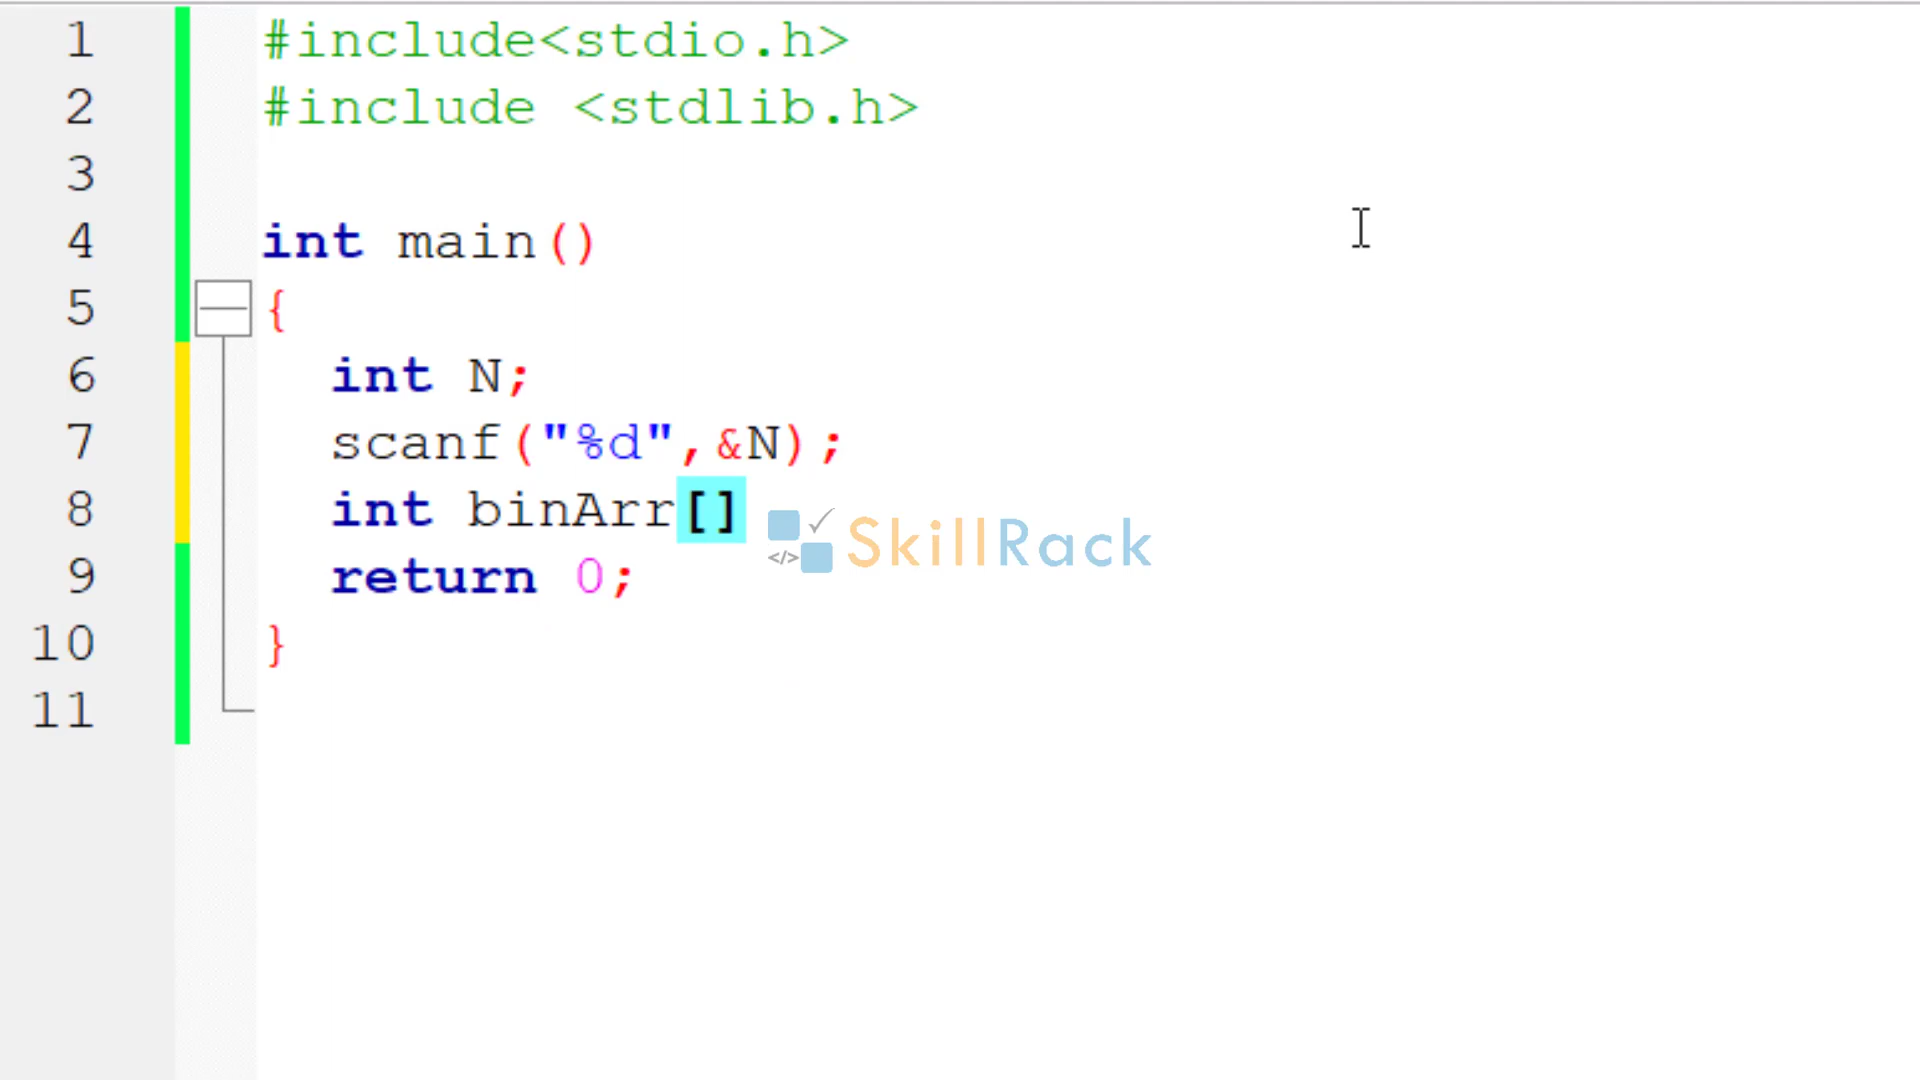 1 #include<stdio.h>
2 #include <stdlib.h>
3
4 int main()
5 {
6 int N;
7 scanf("%d",&N);
8 int binArr[]
</> SkillRack
9 return 0;
10 }
11